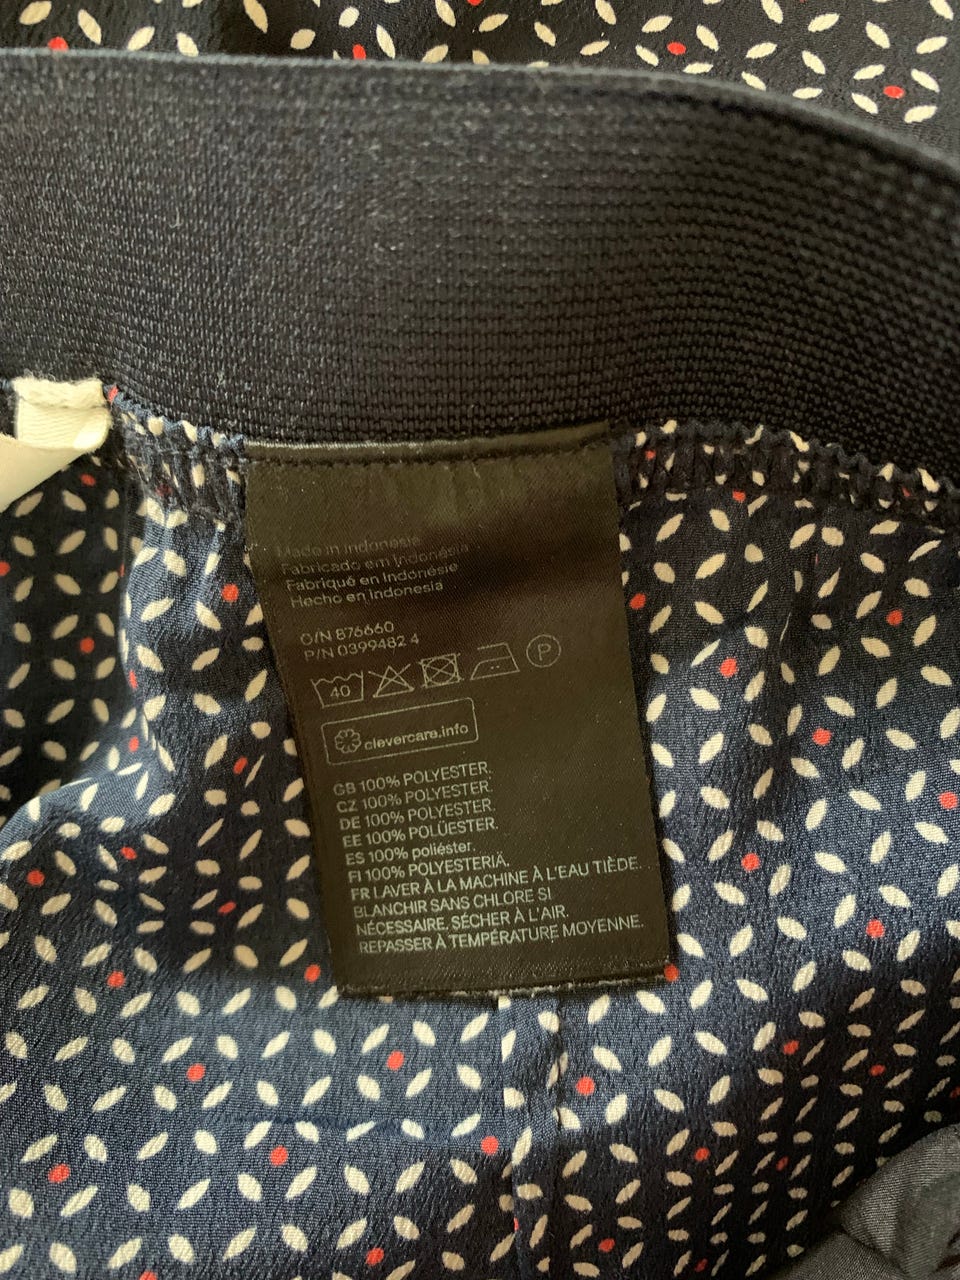 Made in Indonesia
Fabricado em Indonésia
Fabriqué en Indonésie
Hecho en Indonesia
O/N 876660
P/N 0399482 4
40 P
clevercare.info
GB 100% POLYESTER.
CZ 100% POLYESTER.
DE 100% POLYESTER.
EE 100% POLÜESTER.
ES 100% poliéster.
FI 100% POLYESTERIÄ.
FR LAVER À LA MACHINE À L'EAU TIÈDE.
BLANCHIR SANS CHLORE SI
NÉCESSAIRE. SÉCHER À L'AIR.
REPASSER À TEMPÉRATURE MOYENNE.